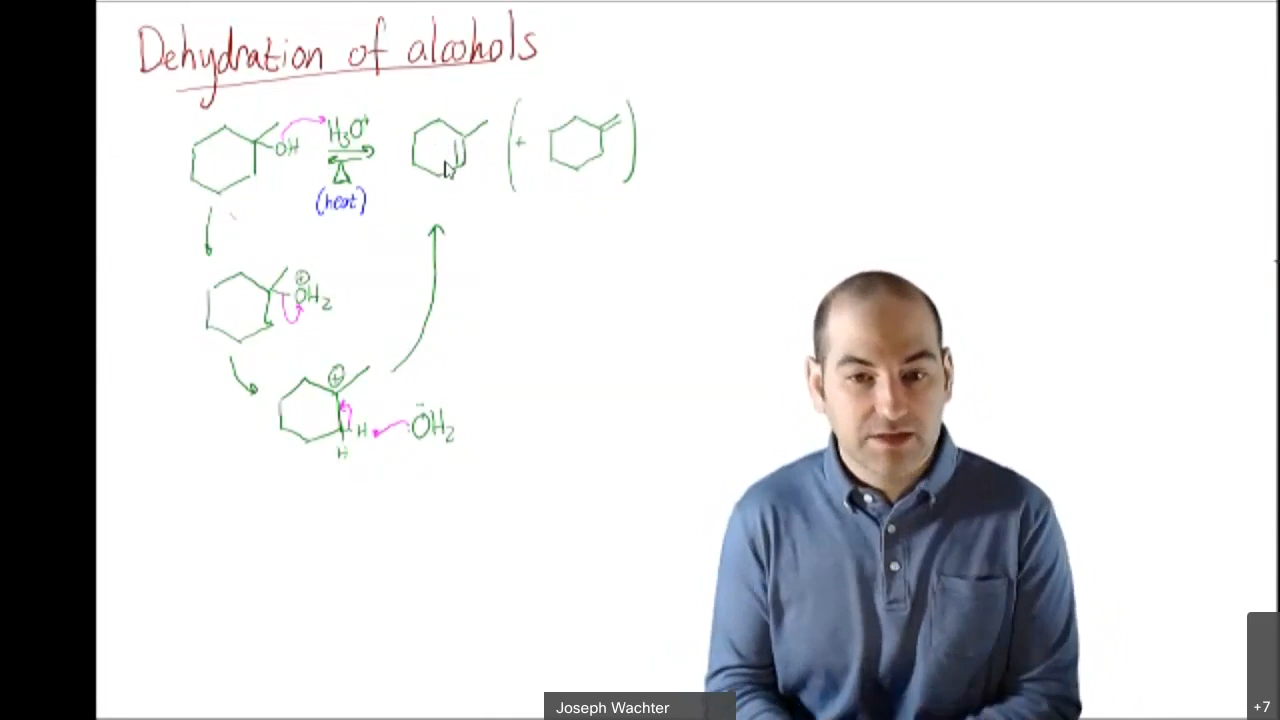 Dehydration of alcohols
OH H₃O⁺ +
Δ
(heat)
⊕
OH₂
⊕
H :ÖH₂
H
Joseph Wachter
+7